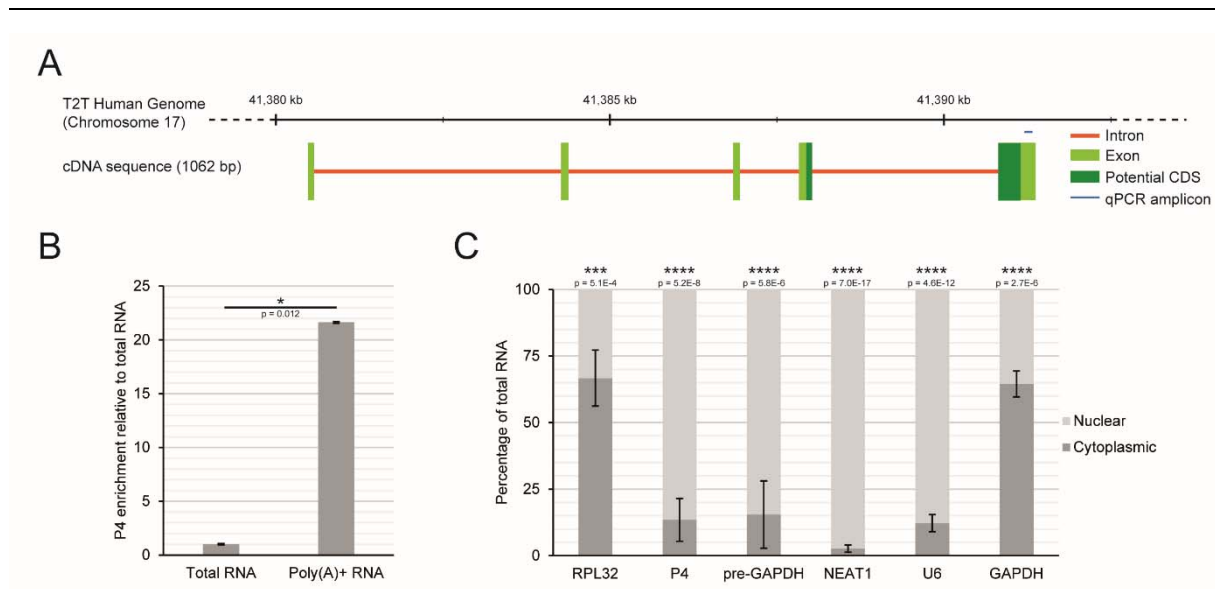 A
T2T Human Genome
(Chromosome 17)
41,380 kb
41,385 kb
41,390 kb
cDNA sequence (1062 bp)
Intron
Exon
Potential CDS
qPCR amplicon
B
P4 enrichment relative to total RNA
25
20
15
10
5
0
*
p = 0.012
Total RNA
Poly(A)+ RNA
C
Percentage of total RNA
100
75
50
25
0
*** **** **** **** **** ****
p = 5.1E-4 p = 5.2E-8 p = 5.8E-6 p = 7.0E-17 p = 4.6E-12 p = 2.7E-6
Nuclear
Cytoplasmic
RPL32 P4 pre-GAPDH NEAT1 U6 GAPDH